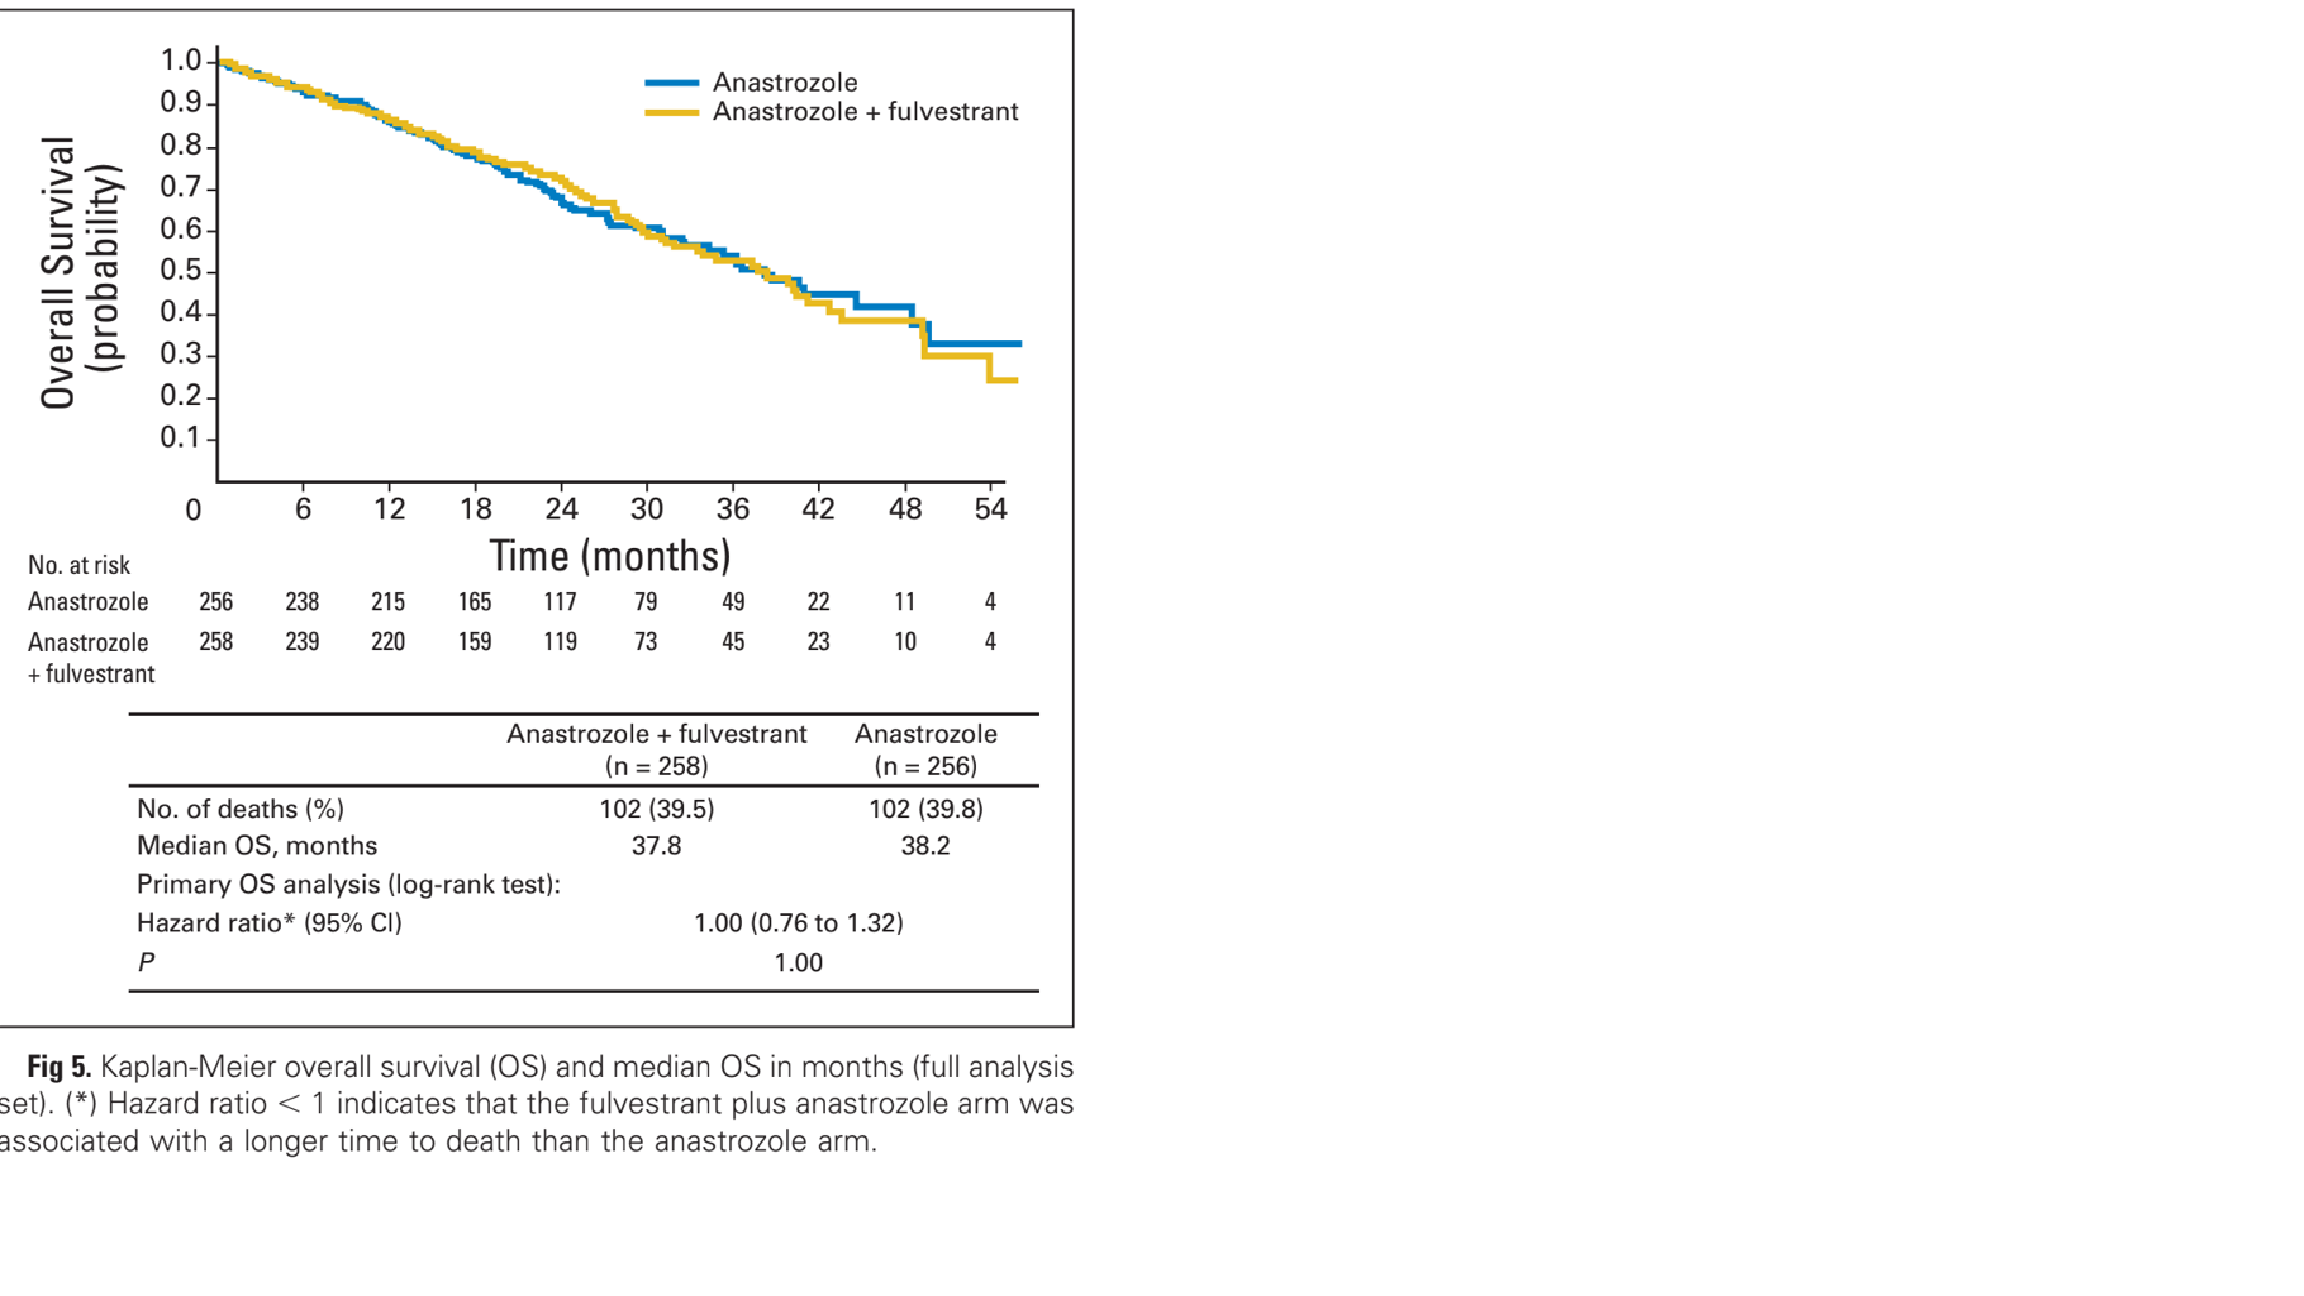 1.0
0.9
0.8
0.7
0.6
0.5
0.4
0.3
0.2
0.1
Overall Survival
(probability)
Anastrozole
Anastrozole + fulvestrant
0 6 12 18 24 30 36 42 48 54
Time (months)
No. at risk
Anastrozole 256 238 215 165 117 79 49 22 11 4
Anastrozole 258 239 220 159 119 73 45 23 10 4
+ fulvestrant
Anastrozole + fulvestrant Anastrozole
(n = 258) (n = 256)
No. of deaths (%) 102 (39.5) 102 (39.8)
Median OS, months 37.8 38.2
Primary OS analysis (log-rank test):
Hazard ratio* (95% CI) 1.00 (0.76 to 1.32)
P 1.00
Fig 5. Kaplan-Meier overall survival (OS) and median OS in months (full analysis
set). (*) Hazard ratio < 1 indicates that the fulvestrant plus anastrozole arm was
associated with a longer time to death than the anastrozole arm.